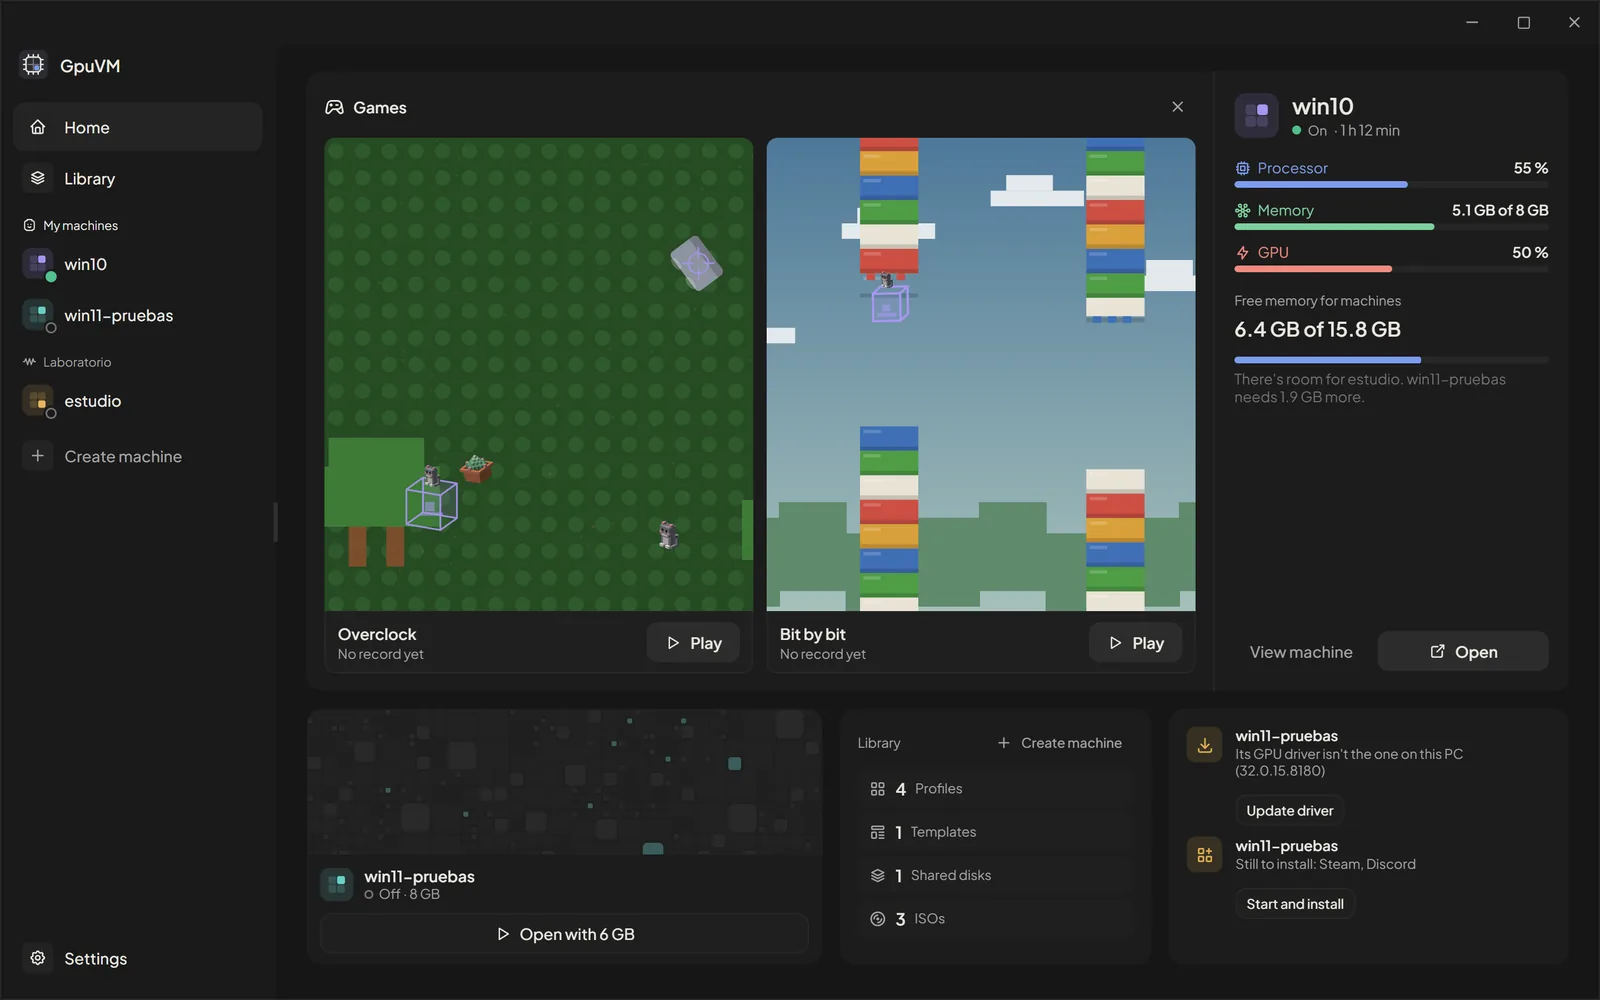 GpuVM
Home
Library
My machines
win10
win11-pruebas
Laboratorio
estudio
Create machine
Settings
Games
Overclock
No record yet
Play
Bit by bit
No record yet
Play
win10
On · 1 h 12 min
Processor 55 %
Memory 5.1 GB of 8 GB
GPU 50 %
Free memory for machines
6.4 GB of 15.8 GB
There's room for estudio. win11-pruebas
needs 1.9 GB more.
View machine
Open
win11-pruebas
Off · 8 GB
Open with 6 GB
Library
Create machine
4 Profiles
1 Templates
1 Shared disks
3 ISOs
win11-pruebas
Its GPU driver isn't the one on this PC
(32.0.15.8180)
Update driver
win11-pruebas
Still to install: Steam, Discord
Start and install